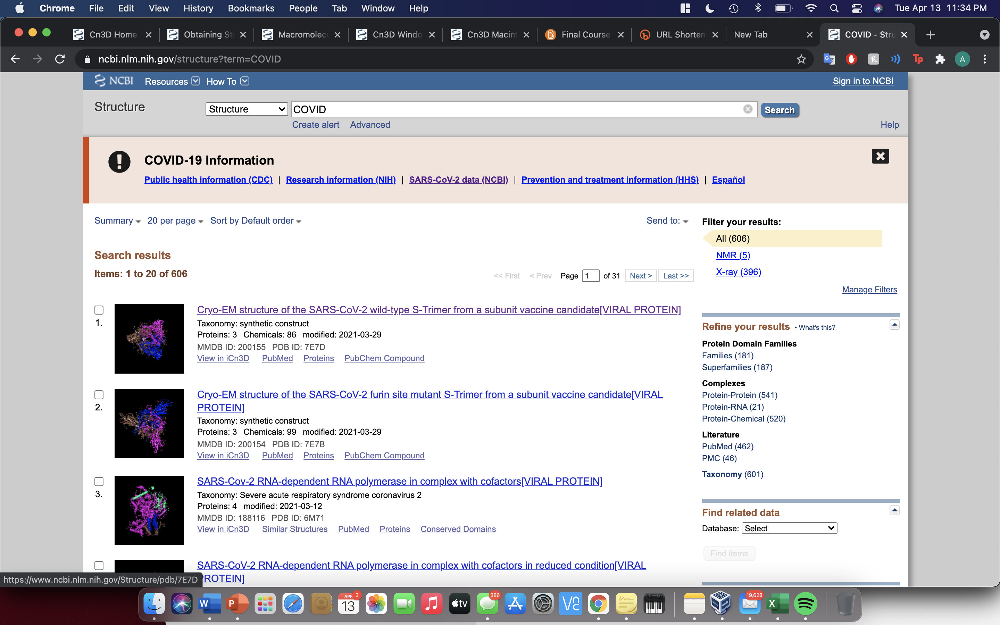 Chrome File Edit View History Bookmarks People Tab Window Help Tue Apr 13 11:34 PM
Cn3D Home Obtaining St Macromolec Cn3D Windo Cn3D Macint Final Course URL Shorten New Tab COVID - Stru
ncbi.nlm.nih.gov/structure?term=COVID
A
NCBI Resources How To Sign in to NCBI
Structure Structure COVID Search
Create alert Advanced Help
COVID-19 Information
Public health information (CDC) | Research information (NIH) | SARS-CoV-2 data (NCBI) | Prevention and treatment information (HHS) | Español
Summary 20 per page Sort by Default order Send to:
Search results
Items: 1 to 20 of 606
<< First < Prev Page 1 of 31 Next > Last >>
1.
Cryo-EM structure of the SARS-CoV-2 wild-type S-Trimer from a subunit vaccine candidate[VIRAL PROTEIN]
Taxonomy: synthetic construct
Proteins: 3 Chemicals: 86 modified: 2021-03-29
MMDB ID: 200155 PDB ID: 7E7D
View in iCn3D PubMed Proteins PubChem Compound
2.
Cryo-EM structure of the SARS-CoV-2 furin site mutant S-Trimer from a subunit vaccine candidate[VIRAL
PROTEIN]
Taxonomy: synthetic construct
Proteins: 3 Chemicals: 99 modified: 2021-03-29
MMDB ID: 200154 PDB ID: 7E7B
View in iCn3D PubMed Proteins PubChem Compound
3.
SARS-Cov-2 RNA-dependent RNA polymerase in complex with cofactors[VIRAL PROTEIN]
Taxonomy: Severe acute respiratory syndrome coronavirus 2
Proteins: 4 modified: 2021-03-12
MMDB ID: 188116 PDB ID: 6M71
View in iCn3D Similar Structures PubMed Proteins Conserved Domains
SARS-CoV-2 RNA-dependent RNA polymerase in complex with cofactors in reduced condition[VIRAL
ROTEIN]
Filter your results:
All (606)
NMR (5)
X-ray (396)
Manage Filters
Refine your results • What's this?
Protein Domain Families
Families (181)
Superfamilies (187)
Complexes
Protein-Protein (541)
Protein-RNA (21)
Protein-Chemical (520)
Literature
PubMed (462)
PMC (46)
Taxonomy (601)
Find related data
Database: Select
Find items
https://www.ncbi.nlm.nih.gov/Structure/pdb/7E7D
W P APR 3 13 tv 386 19,628 X